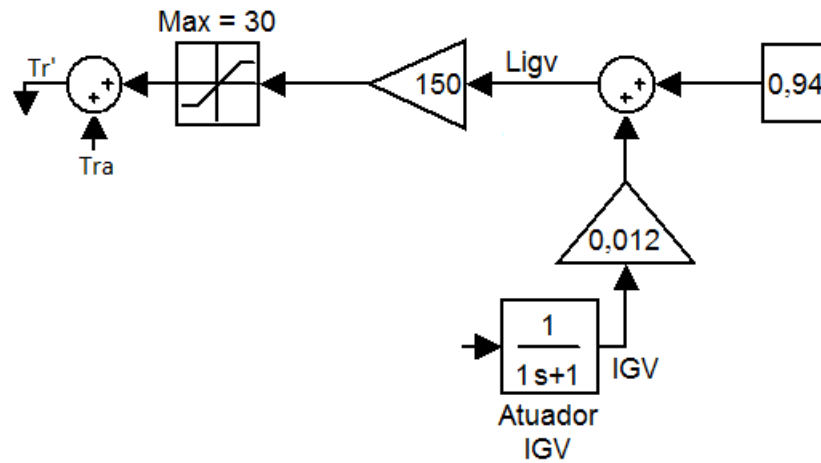 Max = 30
Tr'
+
+
Tra
150
Ligv
+
+
0,94
0,012
1
1s+1
IGV
Atuador
IGV